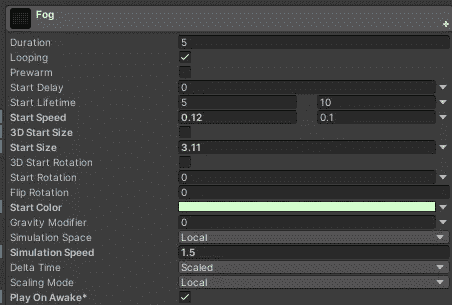 Fog
Duration 5
Looping
Prewarm
Start Delay 0
Start Lifetime 5 10
Start Speed 0.12 0.1
3D Start Size
Start Size 3.11
3D Start Rotation
Start Rotation 0
Flip Rotation 0
Start Color
Gravity Modifier 0
Simulation Space Local
Simulation Speed 1.5
Delta Time Scaled
Scaling Mode Local
Play On Awake*